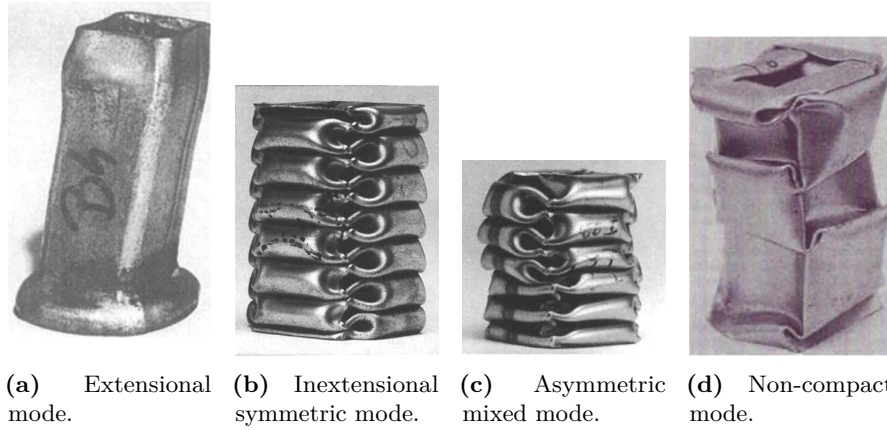 (a) Extensional mode.
(b) Inextensional symmetric mode.
(c) Asymmetric mixed mode.
(d) Non-compact mode.